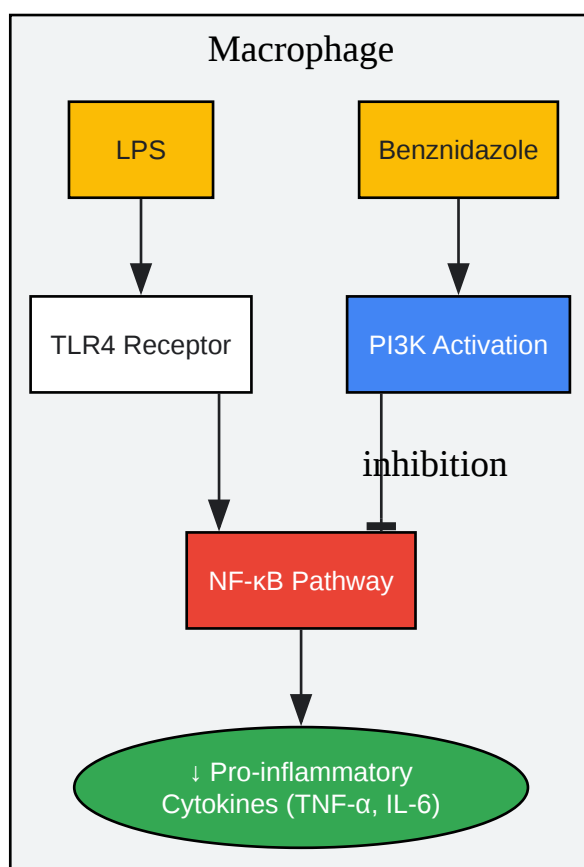 Macrophage
LPS
Benznidazole
TLR4 Receptor
PI3K Activation
inhibition
NF-κB Pathway
↓ Pro-inflammatory
Cytokines (TNF-α, IL-6)